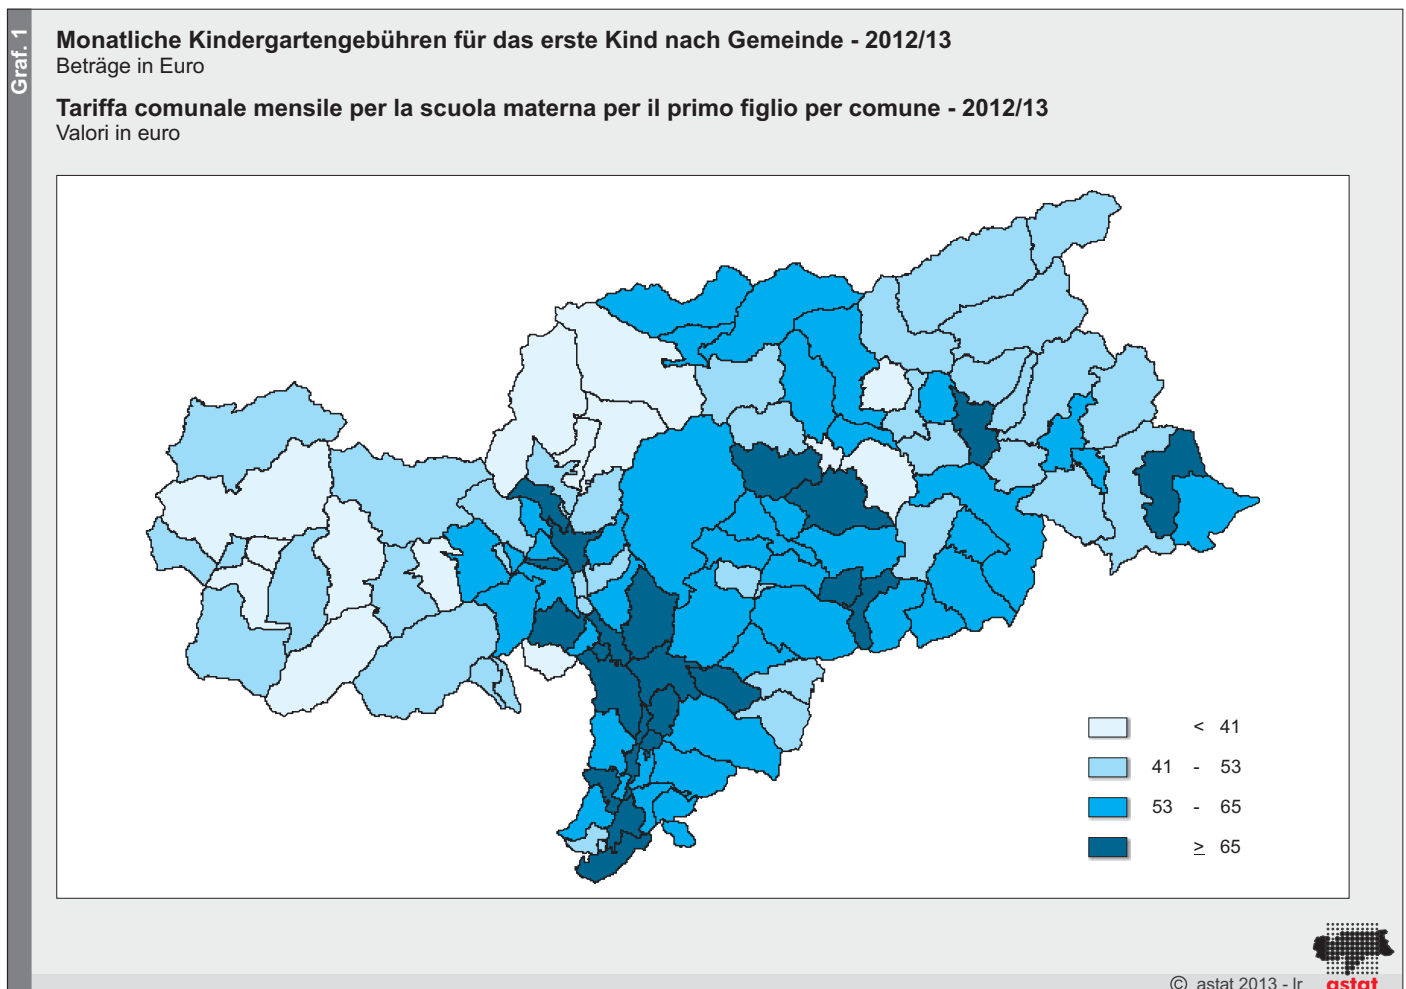 Graf. 1
Monatliche Kindergartengebühren für das erste Kind nach Gemeinde - 2012/13
Beträge in Euro
Tariffa comunale mensile per la scuola materna per il primo figlio per comune - 2012/13
Valori in euro
< 41
41 - 53
53 - 65
≥ 65
© astat 2013 - lr
astat